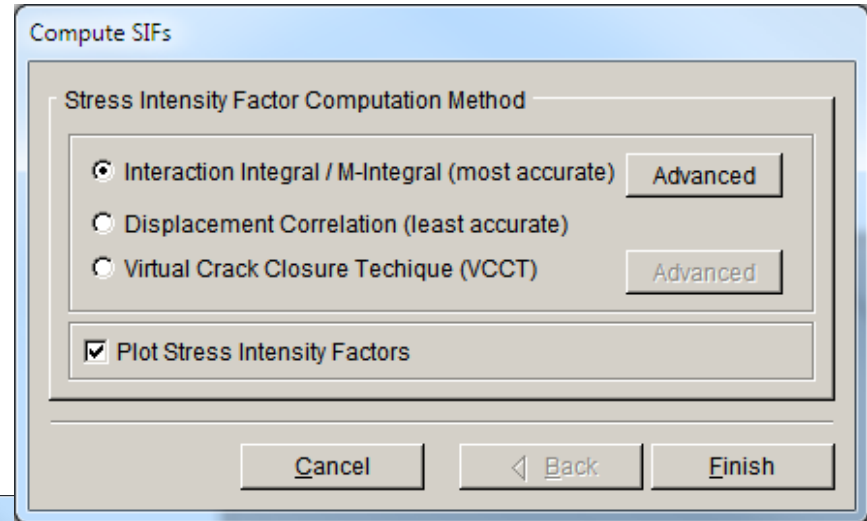 Compute SIFs
Stress Intensity Factor Computation Method
Interaction Integral / M-Integral (most accurate) Advanced
Displacement Correlation (least accurate)
Virtual Crack Closure Techique (VCCT) Advanced
Plot Stress Intensity Factors
Cancel Back Finish